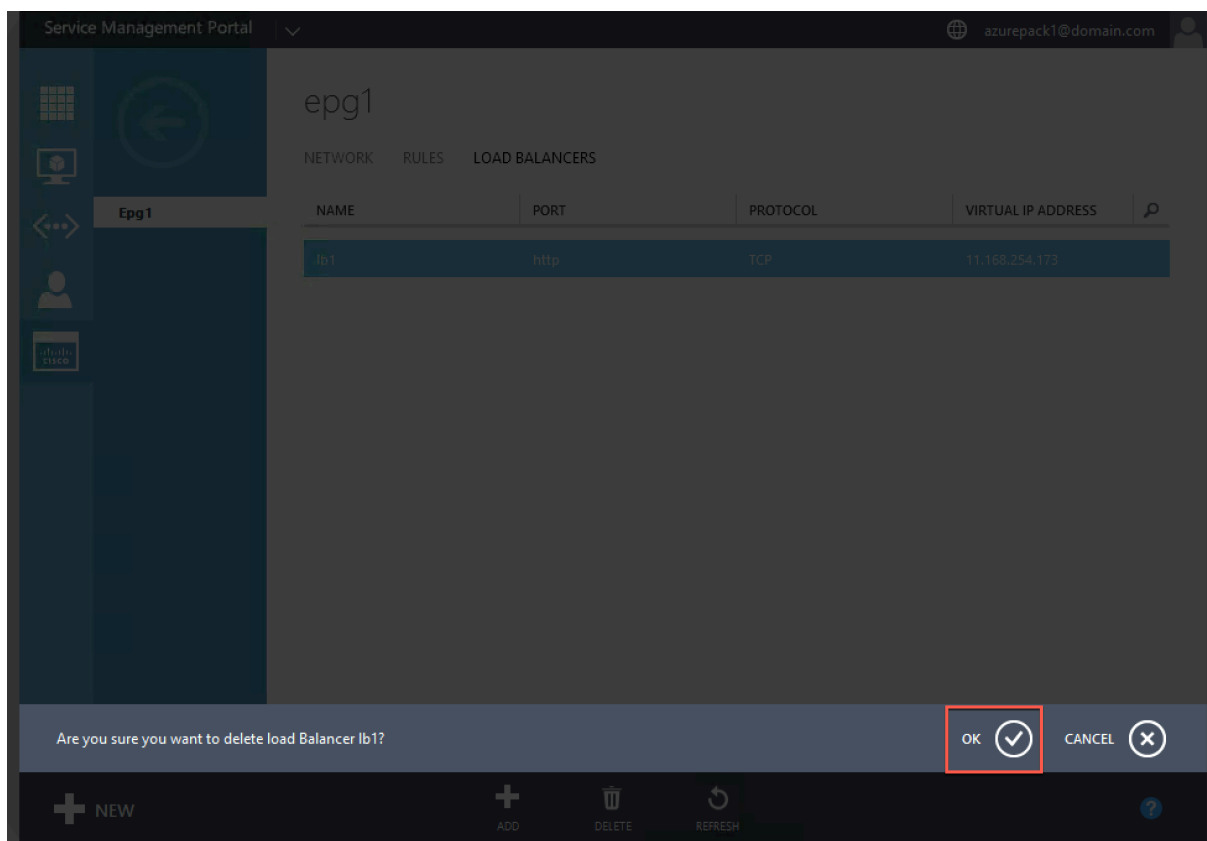 Service Management Portal
azurepack1@domain.com
epg1
NETWORK RULES LOAD BALANCERS
Epg1
NAME PORT PROTOCOL VIRTUAL IP ADDRESS
lb1 http TCP 11.168.254.173
cisco
Are you sure you want to delete load Balancer lb1?
OK CANCEL
NEW
ADD DELETE REFRESH
?